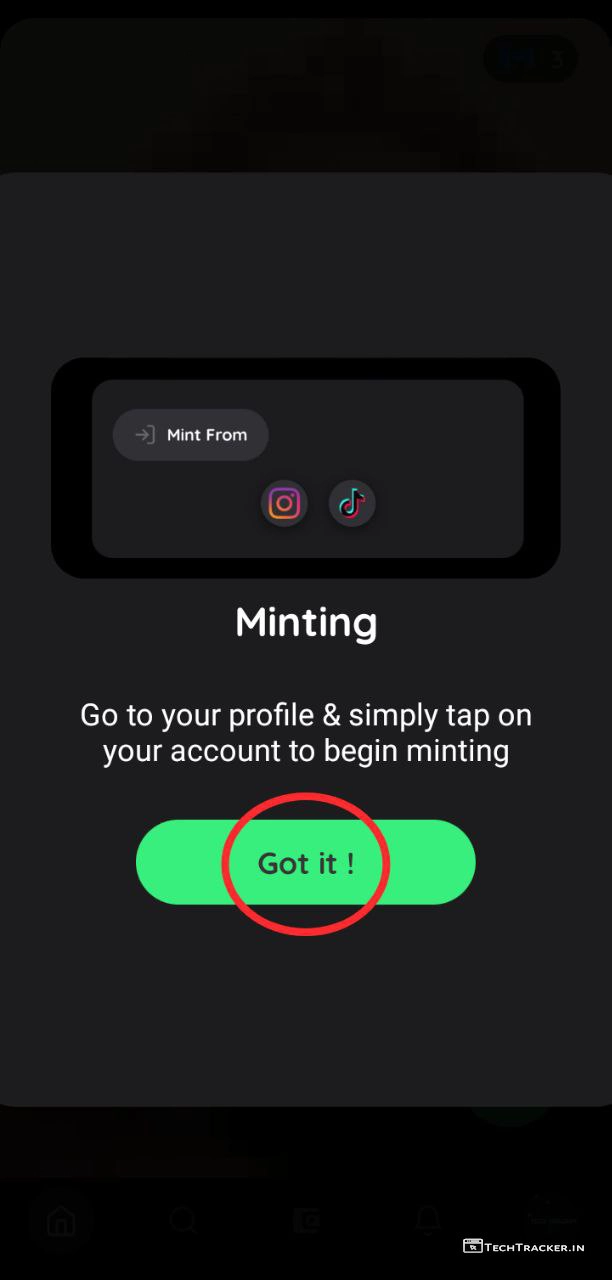 3
Mint From
Minting
Go to your profile & simply tap on
your account to begin minting
Got it !
TechTracker.in